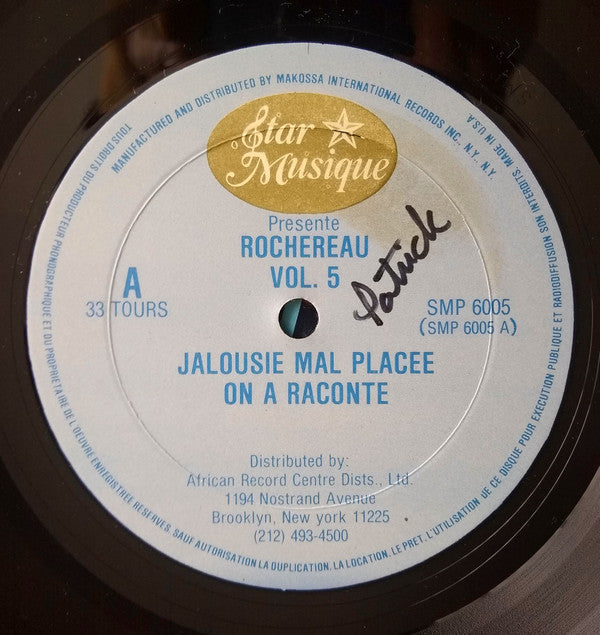 MANUFACTURED AND DISTRIBUTED BY MAKOSSA INTERNATIONAL RECORDS INC., N.Y., N.Y. MADE IN U.S.A.
TOUS DROITS DU PRODUCTEUR PHONOGRAPHIQUE ET DU PROPRIETAIRE DE L'OEUVRE ENREGISTREE RESERVES. SAUF AUTORISATION LA DUPLICATION, LA LOCATION, LE PRET, L'UTILISATION DE CE DISQUE POUR EXECUTION PUBLIQUE ET RADIODIFFUSION SON INTERDITS.
Star
Musique
Presente
ROCHEREAU
VOL. 5
Patrick
A
33 TOURS
SMP 6005
(SMP 6005 A)
JALOUSIE MAL PLACEE
ON A RACONTE
Distributed by:
African Record Centre Dists., Ltd.
1194 Nostrand Avenue
Brooklyn, New york 11225
(212) 493-4500